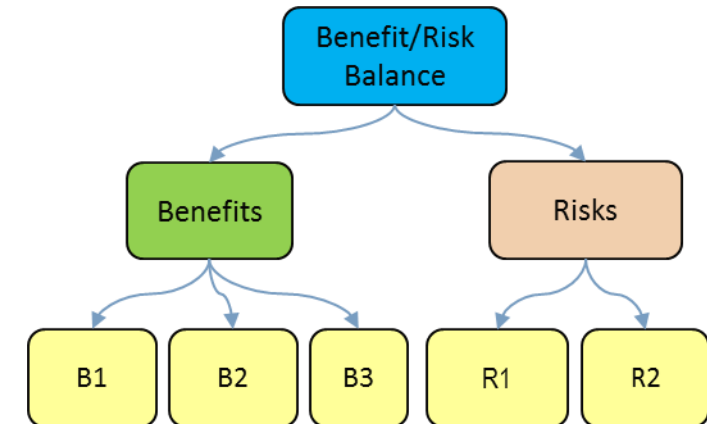 Benefit/Risk
Balance
Benefits
Risks
B1
B2
B3
R1
R2